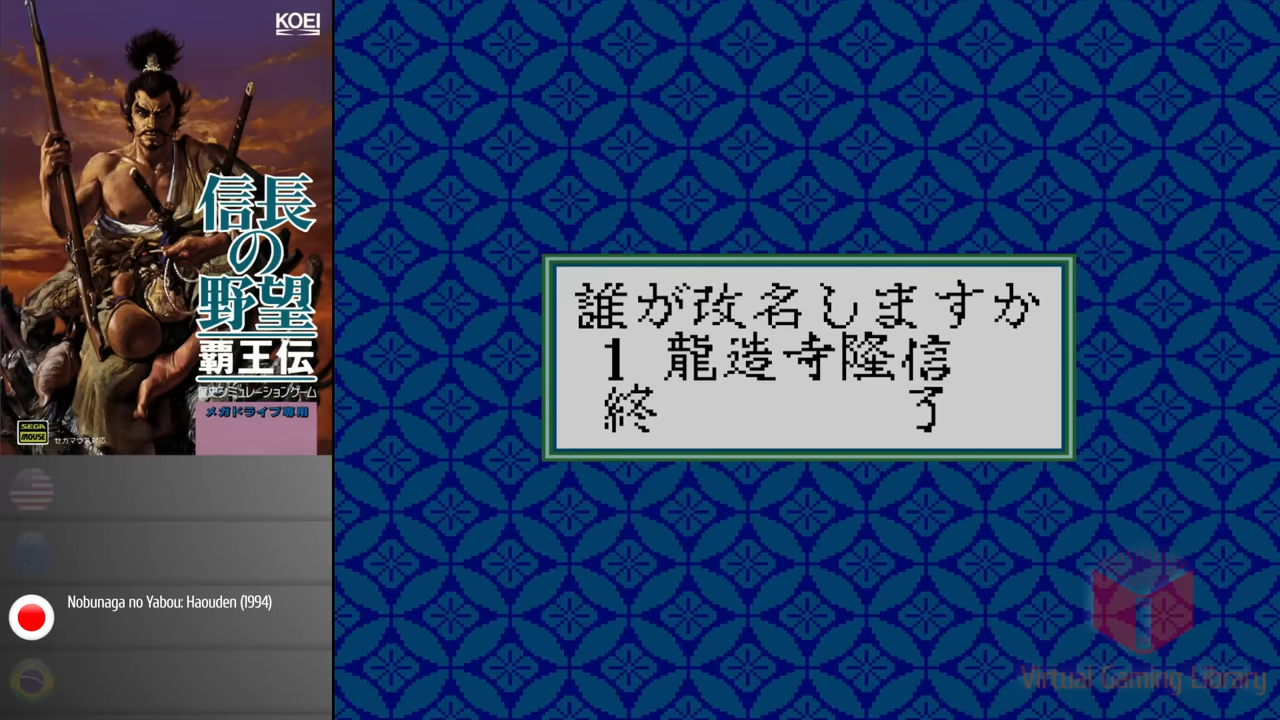 KOEI
信長
の
野望
覇王伝
歴史シミュレーションゲーム
メガドライブ専用
SEGA
MOUSE
セガマウス対応
Nobunaga no Yabou: Haouden (1994)
誰が改名しますか
1 龍造寺隆信
終 了
Virtual Gaming Library